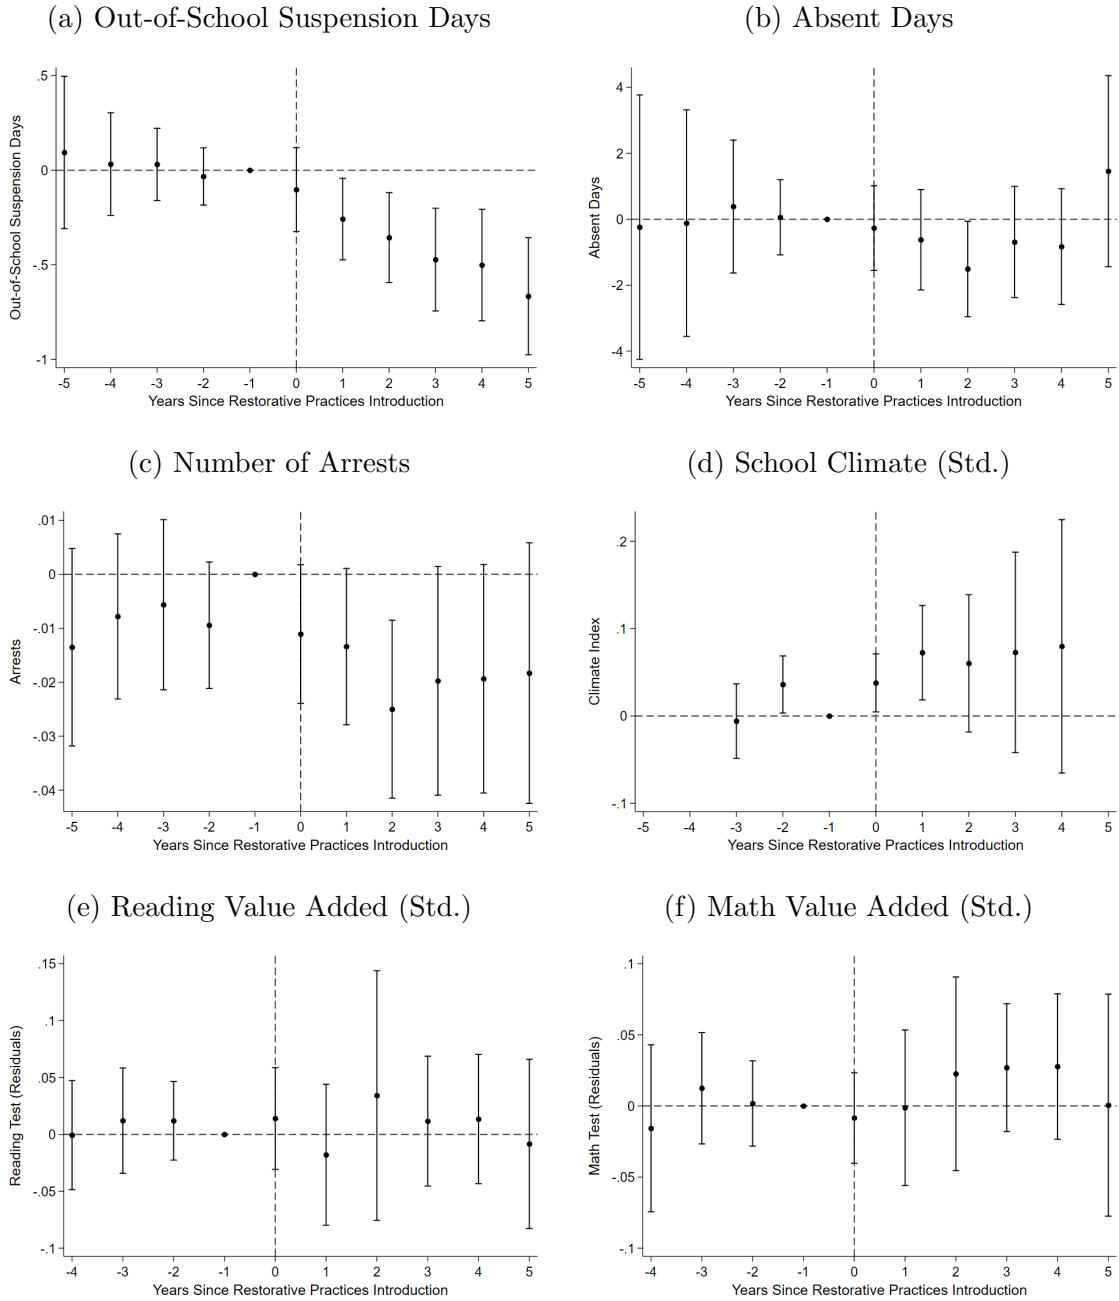 (a) Out-of-School Suspension Days
.5
0
-.5
-1
Out-of-School Suspension Days
-5 -4 -3 -2 -1 0 1 2 3 4 5
Years Since Restorative Practices Introduction
(b) Absent Days
4
2
0
-2
-4
Absent Days
-5 -4 -3 -2 -1 0 1 2 3 4 5
Years Since Restorative Practices Introduction
(c) Number of Arrests
.01
0
-.01
-.02
-.03
-.04
Arrests
-5 -4 -3 -2 -1 0 1 2 3 4 5
Years Since Restorative Practices Introduction
(d) School Climate (Std.)
.2
.1
0
-.1
Climate Index
-5 -4 -3 -2 -1 0 1 2 3 4 5
Years Since Restorative Practices Introduction
(e) Reading Value Added (Std.)
.15
.1
.05
0
-.05
-.1
Reading Test (Residuals)
-4 -3 -2 -1 0 1 2 3 4 5
Years Since Restorative Practices Introduction
(f) Math Value Added (Std.)
.1
.05
0
-.05
-.1
Math Test (Residuals)
-4 -3 -2 -1 0 1 2 3 4 5
Years Since Restorative Practices Introduction